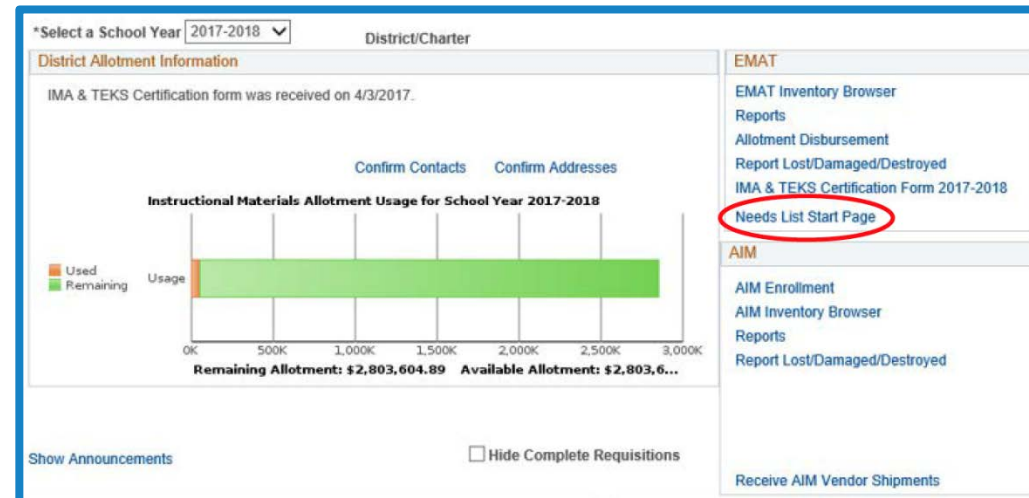 *Select a School Year 2017-2018
District/Charter
District Allotment Information
IMA & TEKS Certification form was received on 4/3/2017.
Confirm Contacts Confirm Addresses
Instructional Materials Allotment Usage for School Year 2017-2018
Used
Remaining
Usage
0K 500K 1,000K 1,500K 2,000K 2,500K 3,000K
Remaining Allotment: $2,803,604.89 Available Allotment: $2,803,6...
Show Announcements
Hide Complete Requisitions
EMAT
EMAT Inventory Browser
Reports
Allotment Disbursement
Report Lost/Damaged/Destroyed
IMA & TEKS Certification Form 2017-2018
Needs List Start Page
AIM
AIM Enrollment
AIM Inventory Browser
Reports
Report Lost/Damaged/Destroyed
Receive AIM Vendor Shipments